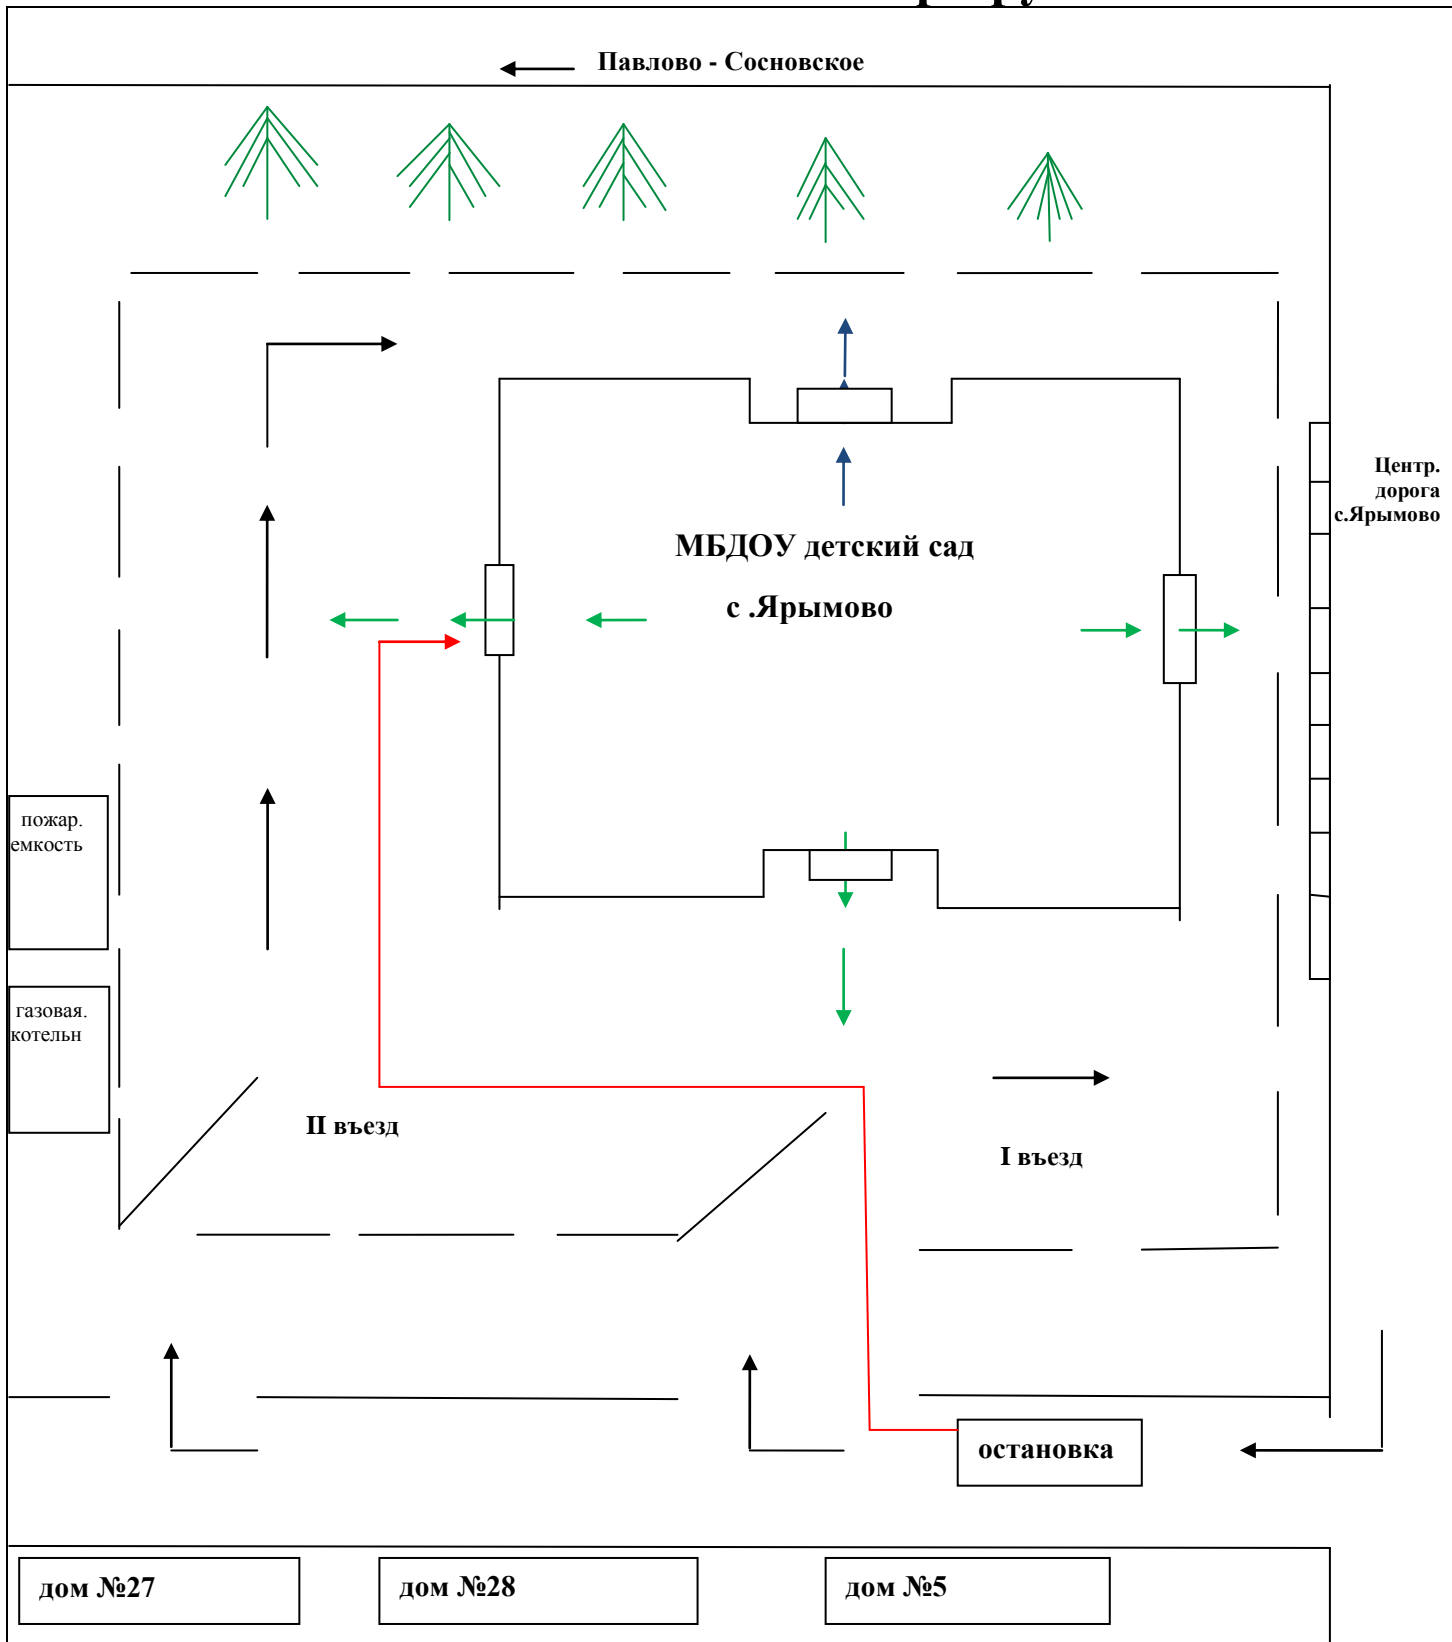 Павлово - Сосновское
Центр.
дорога
с.Ярымово
МБДОУ детский сад
с .Ярымово
пожар.
емкость
газовая.
котельн
II въезд
I въезд
остановка
дом №27
дом №28
дом №5